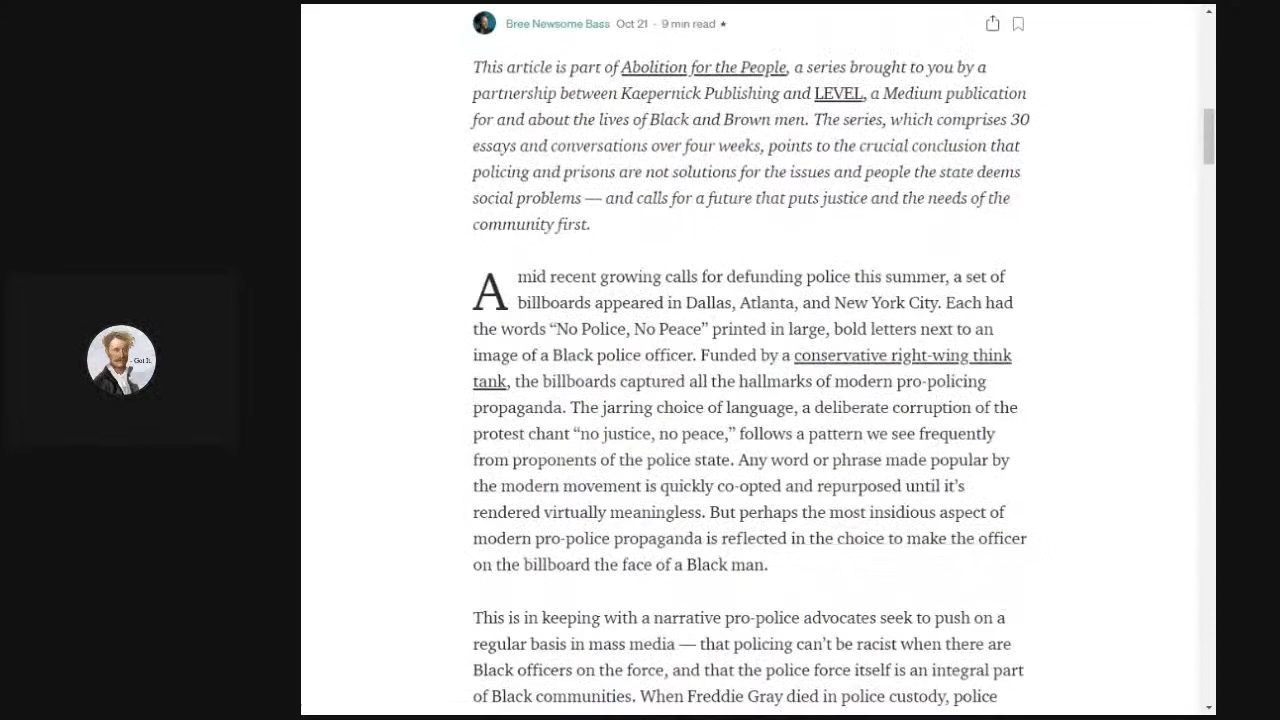 Bree Newsome Bass Oct 21 · 9 min read ★
This article is part of Abolition for the People, a series brought to you by a
partnership between Kaepernick Publishing and LEVEL, a Medium publication
for and about the lives of Black and Brown men. The series, which comprises 30
essays and conversations over four weeks, points to the crucial conclusion that
policing and prisons are not solutions for the issues and people the state deems
social problems — and calls for a future that puts justice and the needs of the
community first.
Amid recent growing calls for defunding police this summer, a set of
billboards appeared in Dallas, Atlanta, and New York City. Each had
the words “No Police, No Peace” printed in large, bold letters next to an
image of a Black police officer. Funded by a conservative right-wing think
tank, the billboards captured all the hallmarks of modern pro-policing
propaganda. The jarring choice of language, a deliberate corruption of the
protest chant “no justice, no peace,” follows a pattern we see frequently
from proponents of the police state. Any word or phrase made popular by
the modern movement is quickly co-opted and repurposed until it’s
rendered virtually meaningless. But perhaps the most insidious aspect of
modern pro-police propaganda is reflected in the choice to make the officer
on the billboard the face of a Black man.
This is in keeping with a narrative pro-police advocates seek to push on a
regular basis in mass media — that policing can’t be racist when there are
Black officers on the force, and that the police force itself is an integral part
of Black communities. When Freddie Gray died in police custody, police
- Got It.